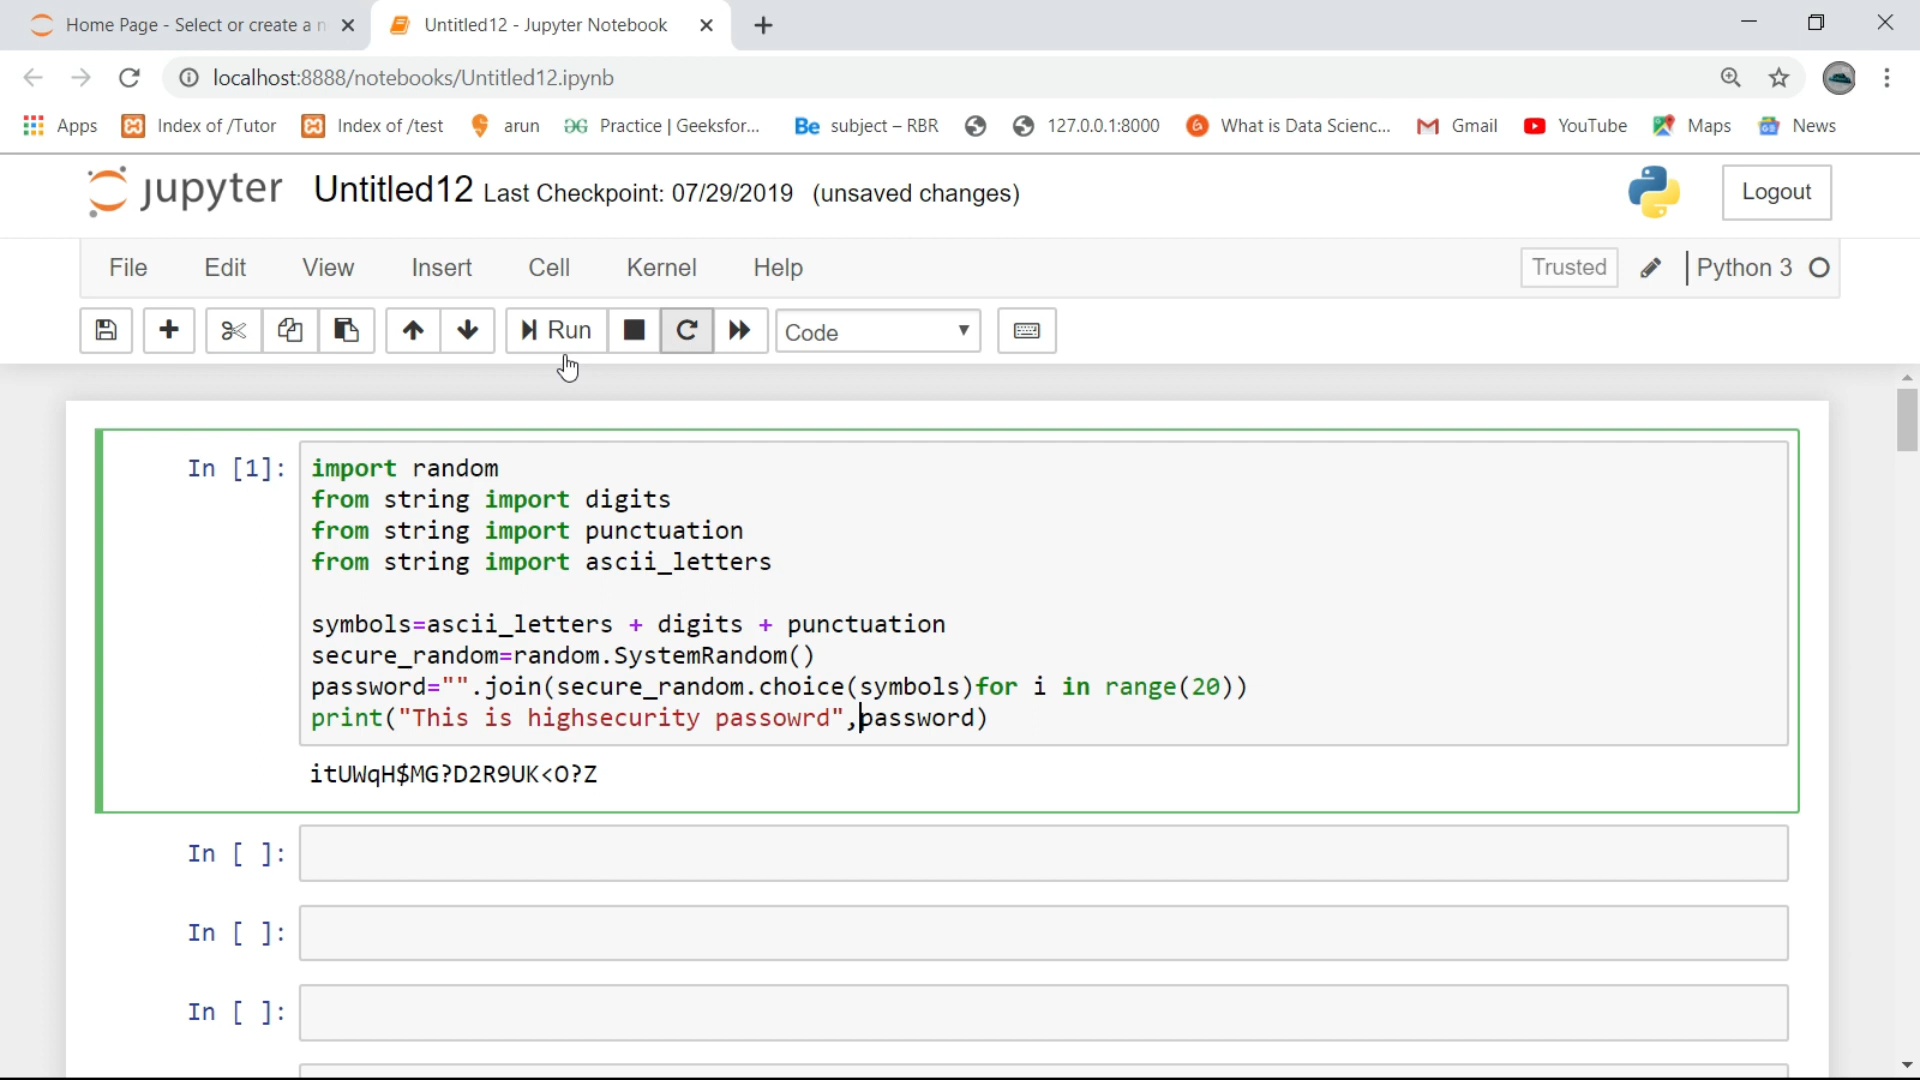 Home Page - Select or create a n
Untitled12 - Jupyter Notebook
localhost:8888/notebooks/Untitled12.ipynb
Apps Index of /Tutor Index of /test arun Practice | Geeksfor... Be subject – RBR 127.0.0.1:8000 What is Data Scienc... Gmail YouTube Maps News
jupyter Untitled12 Last Checkpoint: 07/29/2019 (unsaved changes) Logout
File Edit View Insert Cell Kernel Help Trusted Python 3
Run Code
In [1]: import random
from string import digits
from string import punctuation
from string import ascii_letters
symbols=ascii_letters + digits + punctuation
secure_random=random.SystemRandom()
password="".join(secure_random.choice(symbols)for i in range(20))
print("This is highsecurity passowrd",password)
itUWqH$MG?D2R9UK<O?Z
In [ ]:
In [ ]:
In [ ]: